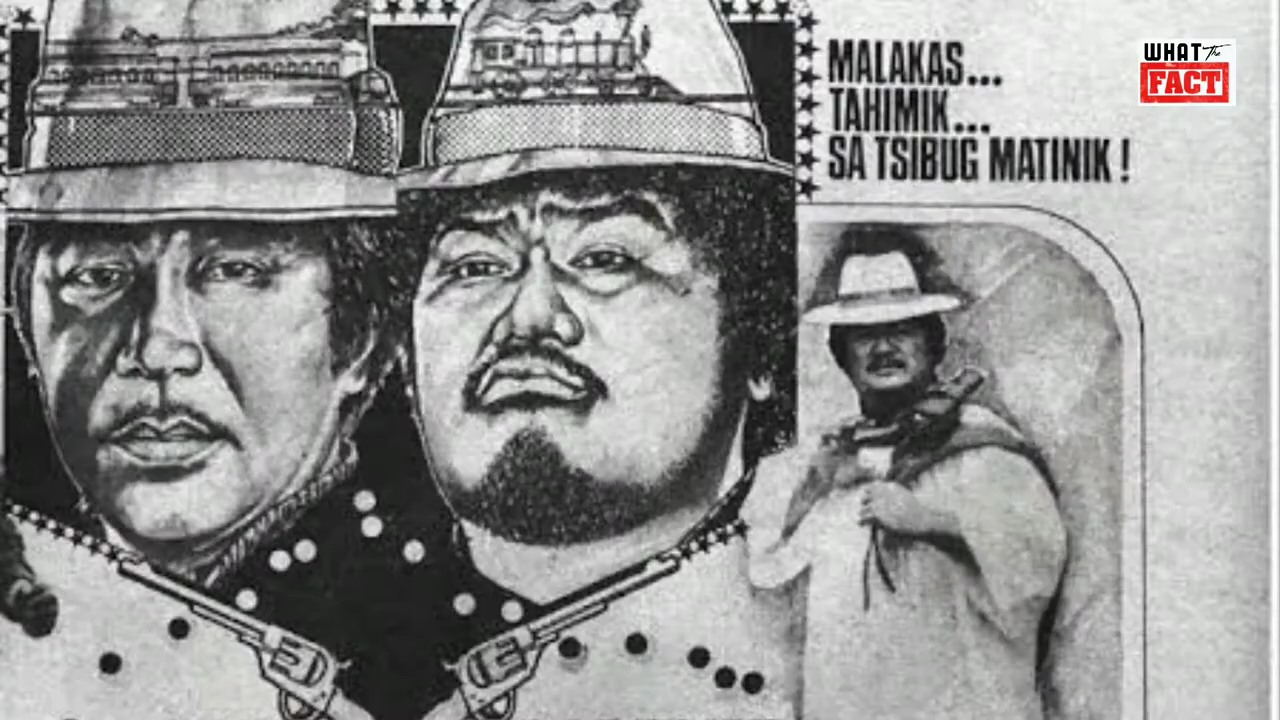 MALAKAS...
TAHIMIK...
SA TSIBUG MATINIK!
WHAT The
FACT